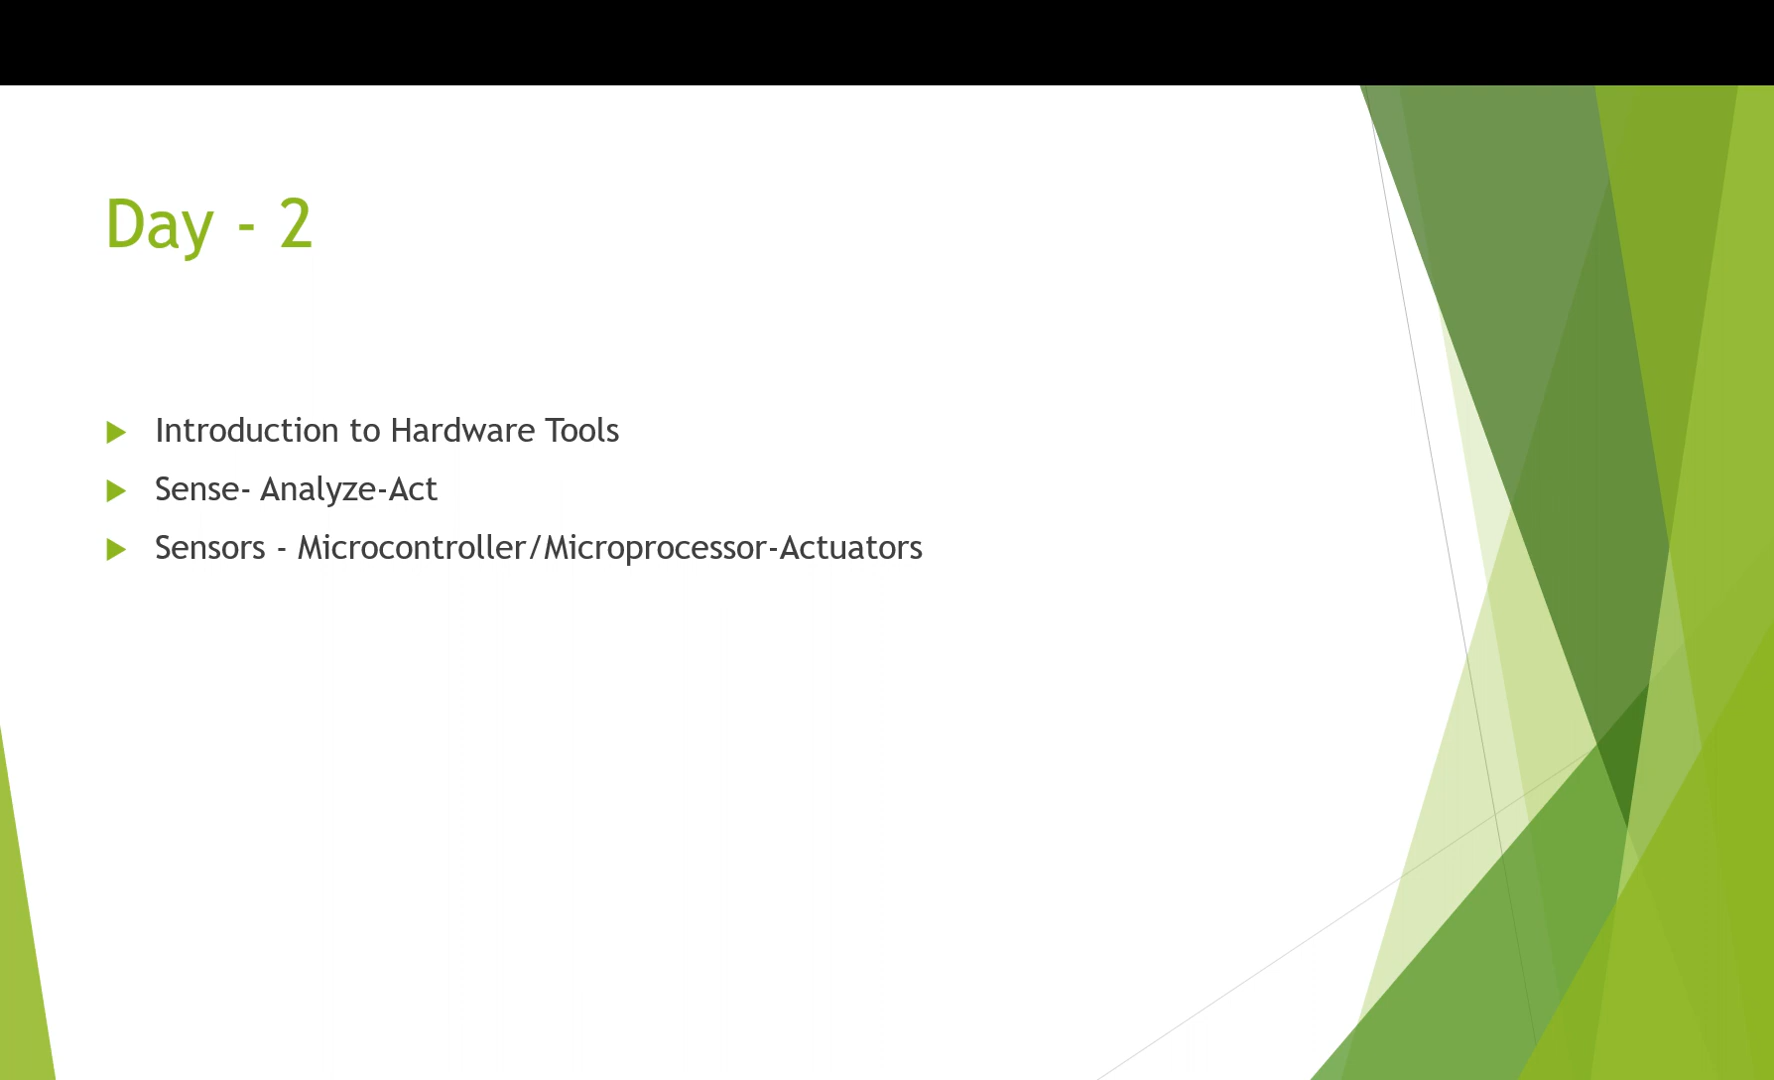 Day - 2
Introduction to Hardware Tools
Sense- Analyze-Act
Sensors - Microcontroller/Microprocessor-Actuators